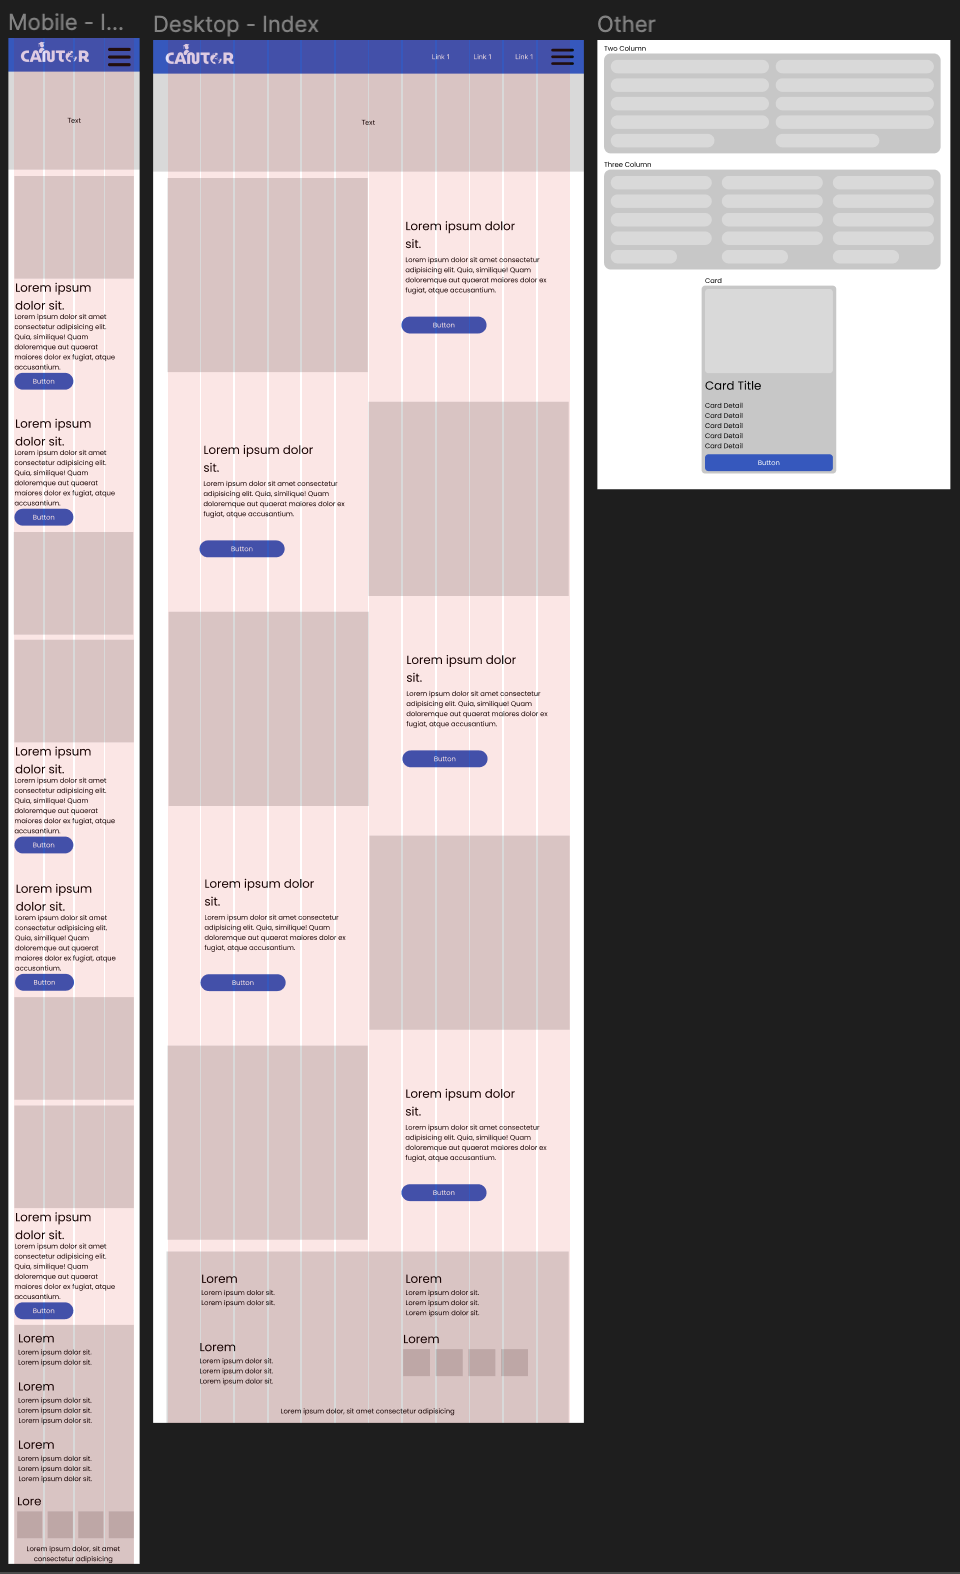 Mobile - I...
CANTOR
Text
Lorem ipsum
dolor sit.
Lorem ipsum dolor sit amet
consectetur adipisicing elit.
Quia, similique! Quam
doloremque aut quaerat
maiores dolor ex fugiat, atque
accusantium.
Button
Lorem ipsum
dolor sit.
Lorem ipsum dolor sit amet
consectetur adipisicing elit.
Quia, similique! Quam
doloremque aut quaerat
maiores dolor ex fugiat, atque
accusantium.
Button
Lorem ipsum
dolor sit.
Lorem ipsum dolor sit amet
consectetur adipisicing elit.
Quia, similique! Quam
doloremque aut quaerat
maiores dolor ex fugiat, atque
accusantium.
Button
Lorem ipsum
dolor sit.
Lorem ipsum dolor sit amet
consectetur adipisicing elit.
Quia, similique! Quam
doloremque aut quaerat
maiores dolor ex fugiat, atque
accusantium.
Button
Lorem ipsum
dolor sit.
Lorem ipsum dolor sit amet
consectetur adipisicing elit.
Quia, similique! Quam
doloremque aut quaerat
maiores dolor ex fugiat, atque
accusantium.
Button
Lorem
Lorem ipsum dolor sit.
Lorem ipsum dolor sit.
Lorem
Lorem ipsum dolor sit.
Lorem ipsum dolor sit.
Lorem ipsum dolor sit.
Lorem
Lorem ipsum dolor sit.
Lorem ipsum dolor sit.
Lorem ipsum dolor sit.
Lore
Lorem ipsum dolor, sit amet
consectetur adipisicing
Desktop - Index
CANTOR
Link 1
Link 1
Link 1
Text
Lorem ipsum dolor
sit.
Lorem ipsum dolor sit amet consectetur
adipisicing elit. Quia, similique! Quam
doloremque aut quaerat maiores dolor ex
fugiat, atque accusantium.
Button
Lorem ipsum dolor
sit.
Lorem ipsum dolor sit amet consectetur
adipisicing elit. Quia, similique! Quam
doloremque aut quaerat maiores dolor ex
fugiat, atque accusantium.
Button
Lorem ipsum dolor
sit.
Lorem ipsum dolor sit amet consectetur
adipisicing elit. Quia, similique! Quam
doloremque aut quaerat maiores dolor ex
fugiat, atque accusantium.
Button
Lorem ipsum dolor
sit.
Lorem ipsum dolor sit amet consectetur
adipisicing elit. Quia, similique! Quam
doloremque aut quaerat maiores dolor ex
fugiat, atque accusantium.
Button
Lorem ipsum dolor
sit.
Lorem ipsum dolor sit amet consectetur
adipisicing elit. Quia, similique! Quam
doloremque aut quaerat maiores dolor ex
fugiat, atque accusantium.
Button
Lorem
Lorem ipsum dolor sit.
Lorem ipsum dolor sit.
Lorem
Lorem ipsum dolor sit.
Lorem ipsum dolor sit.
Lorem ipsum dolor sit.
Lorem
Lorem ipsum dolor sit.
Lorem ipsum dolor sit.
Lorem ipsum dolor sit.
Lorem
Lorem ipsum dolor, sit amet consectetur adipisicing
Other
Two Column
Three Column
Card
Card Title
Card Detail
Card Detail
Card Detail
Card Detail
Card Detail
Button